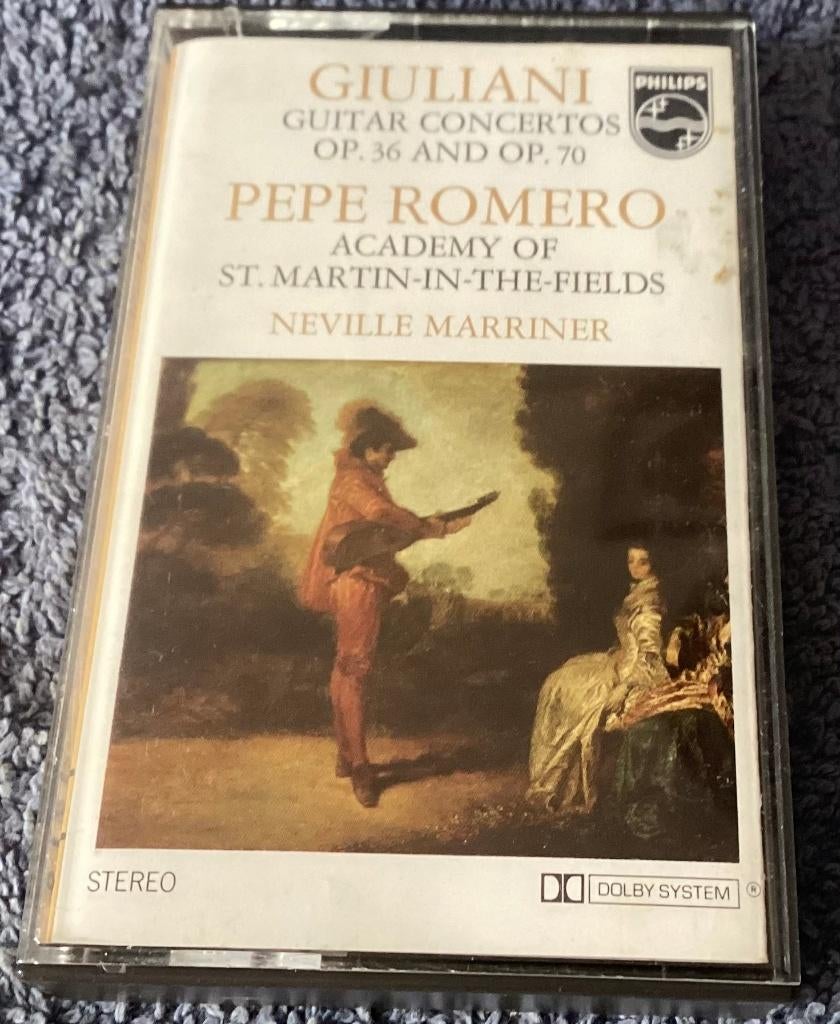 GIULIANI
GUITAR CONCERTOS
OP. 36 AND OP. 70
PHILIPS
PEPE ROMERO
ACADEMY OF
ST. MARTIN-IN-THE-FIELDS
NEVILLE MARRINER
STEREO
DOLBY SYSTEM ®